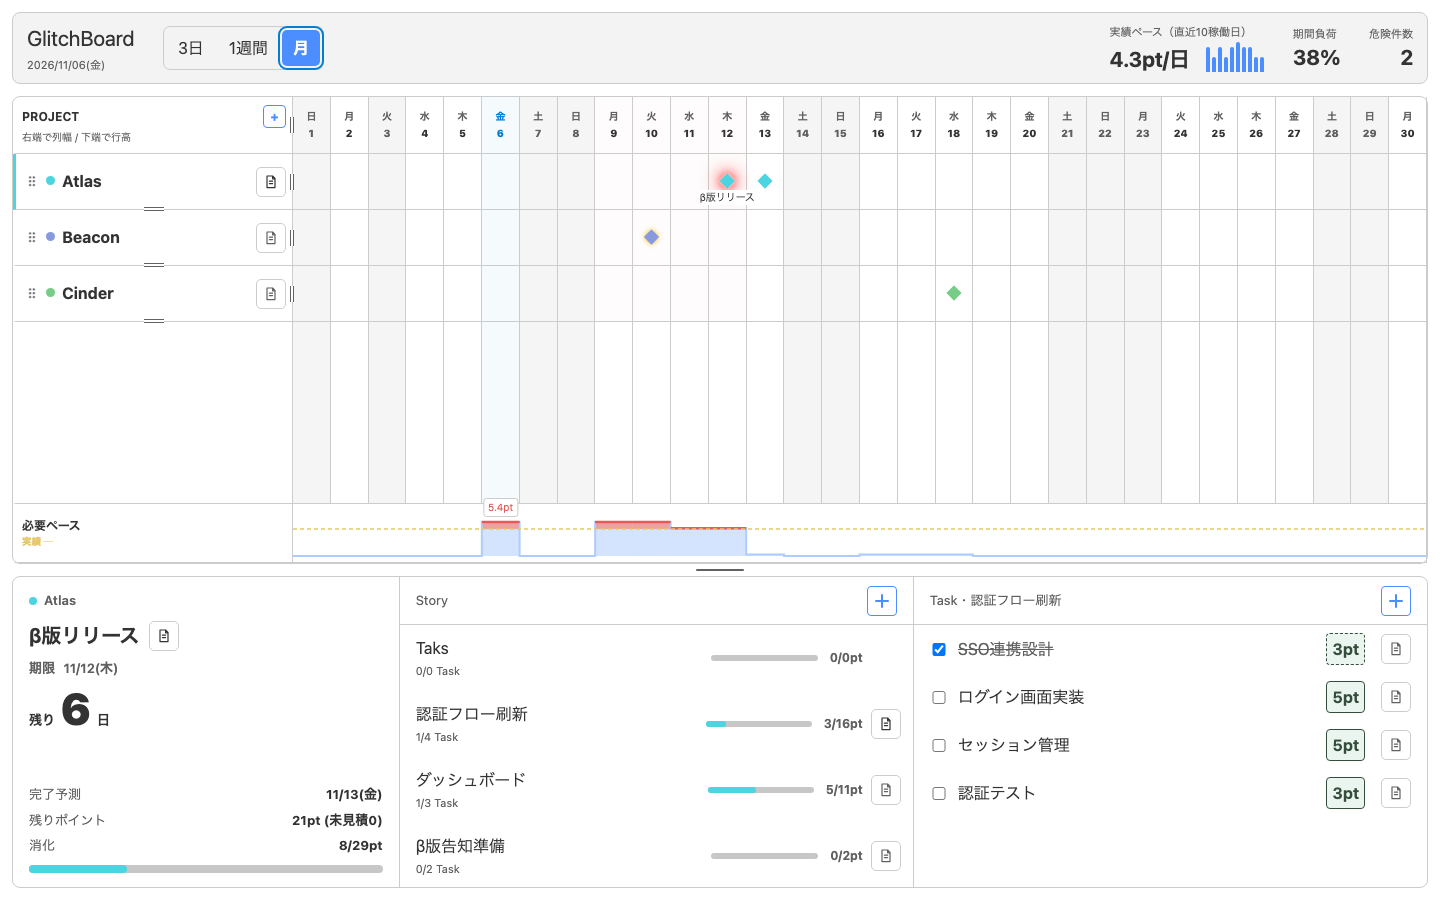 GlitchBoard
2026/11/06(金)
3日 1週間 月
実績ペース（直近10稼働日）
4.3pt/日
期間負荷
38%
危険件数
2
PROJECT
右端で列幅 / 下端で行高
+
日 月 火 水 木 金 土 日 月 火 水 木 金 土 日 月 火 水 木 金 土 日 月 火 水 木 金 土 日 月
1 2 3 4 5 6 7 8 9 10 11 12 13 14 15 16 17 18 19 20 21 22 23 24 25 26 27 28 29 30
Atlas
β版リリース
Beacon
Cinder
必要ペース
実績
5.4pt
Atlas
β版リリース
期限 11/12(木)
残り 6 日
完了予測 11/13(金)
残りポイント 21pt (未見積0)
消化 8/29pt
Story
+
Taks
0/0 Task
0/0pt
認証フロー刷新
1/4 Task
3/16pt
ダッシュボード
1/3 Task
5/11pt
β版告知準備
0/2 Task
0/2pt
Task・認証フロー刷新
+
SSO連携設計 3pt
ログイン画面実装 5pt
セッション管理 5pt
認証テスト 3pt